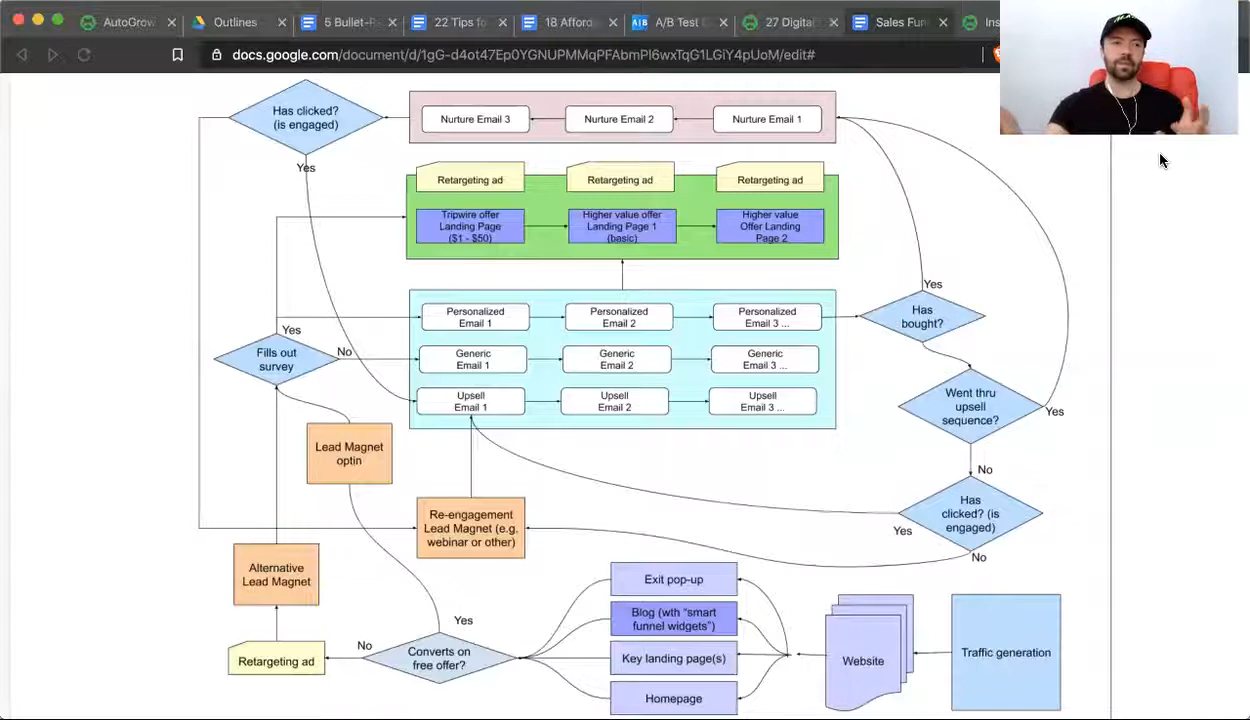 AutoGrow
Outlines
5 Bullet-P
22 Tips fo
18 Affor
A|B
A/B Test
27 Digita
Sales Fun
Ins
docs.google.com/document/d/1gG-d4ot47Ep0YGNUPMMqPFAbmPl6wxTqG1LGiY4pUoM/edit#
Has clicked?
(is engaged)
Nurture Email 3
Nurture Email 2
Nurture Email 1
Yes
Retargeting ad
Retargeting ad
Retargeting ad
Tripwire offer
Landing Page
($1 - $50)
Higher value offer
Landing Page 1
(basic)
Higher value
Offer Landing
Page 2
Yes
Personalized
Email 1
Personalized
Email 2
Personalized
Email 3 ...
Has
bought?
Yes
Fills out
survey
No
Generic
Email 1
Generic
Email 2
Generic
Email 3 ...
Upsell
Email 1
Upsell
Email 2
Upsell
Email 3 ...
Went thru
upsell
sequence?
Yes
Lead Magnet
optin
No
Re-engagement
Lead Magnet (e.g.
webinar or other)
Has
clicked? (is
engaged)
Yes
No
Alternative
Lead Magnet
Exit pop-up
Blog (wth "smart
funnel widgets")
Yes
Retargeting ad
No
Converts on
free offer?
Key landing page(s)
Website
Traffic generation
Homepage